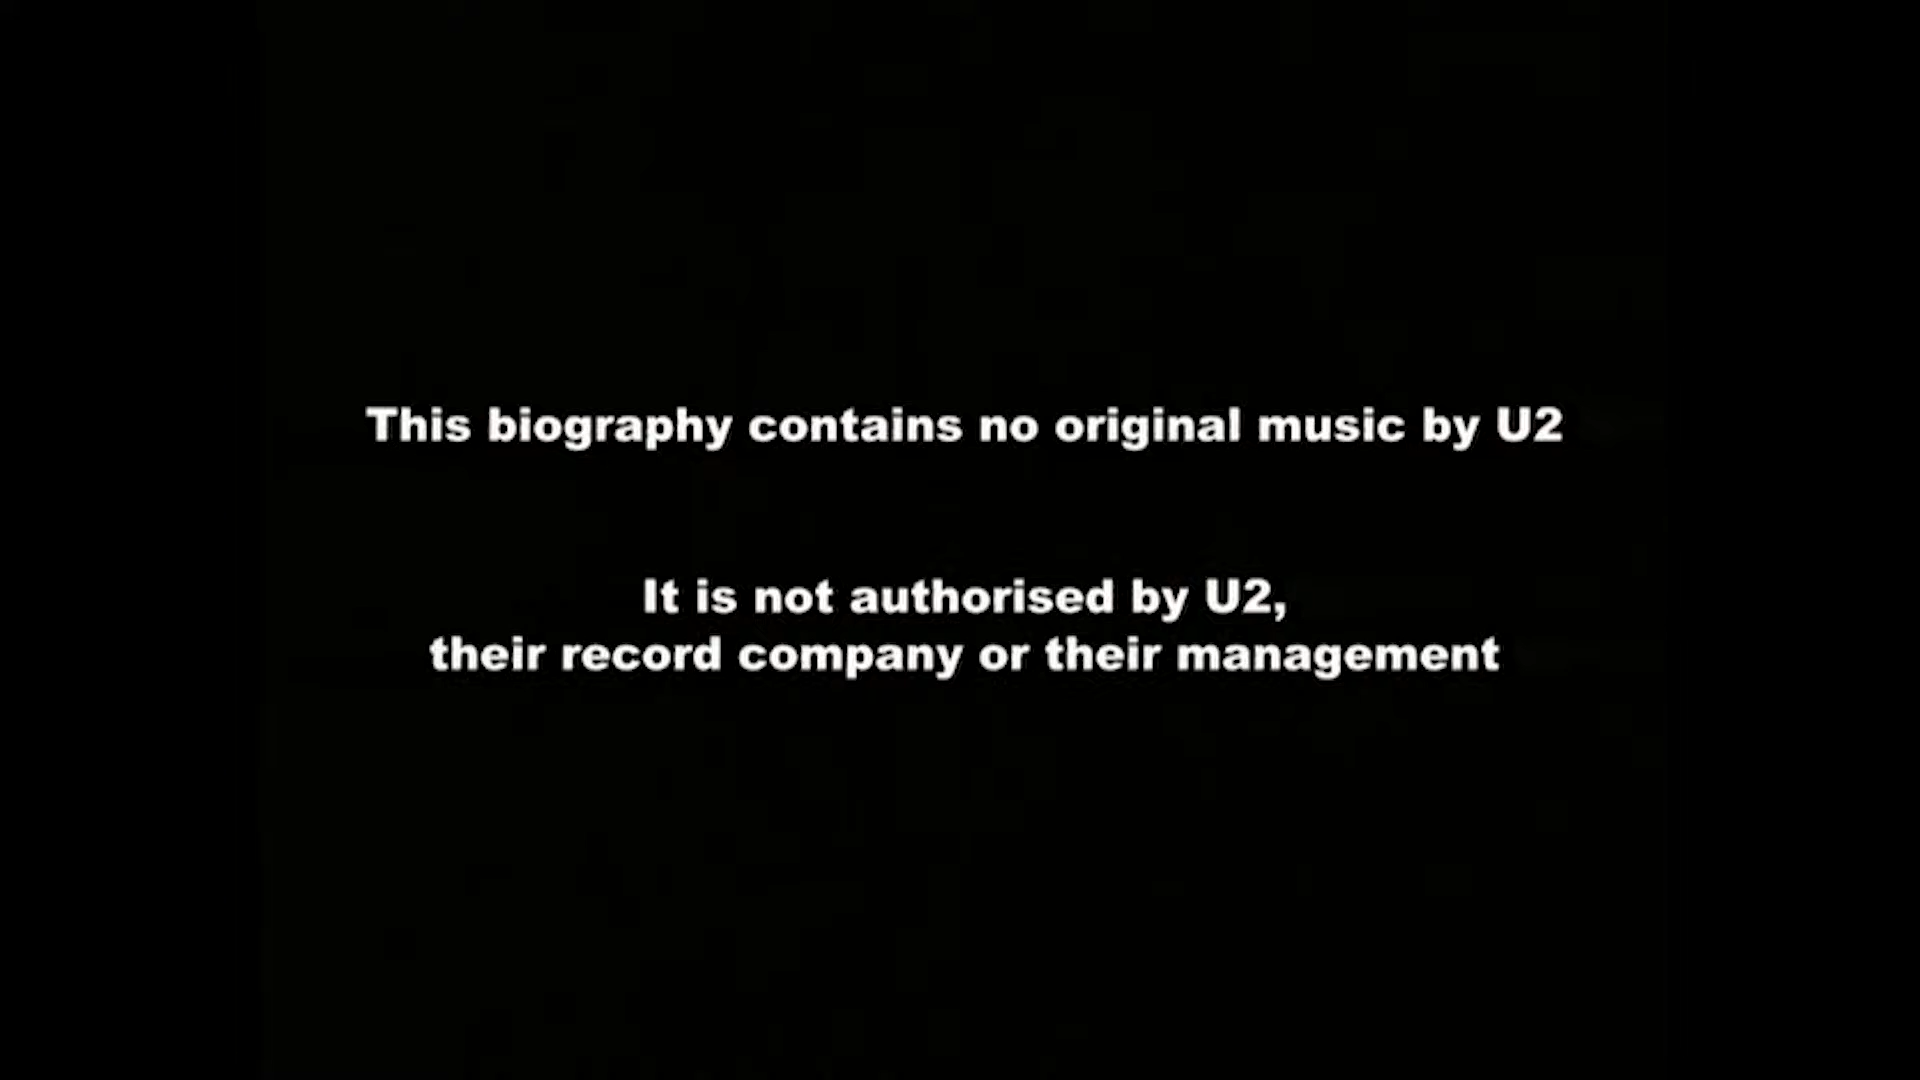 This biography contains no original music by U2
It is not authorised by U2,
their record company or their management